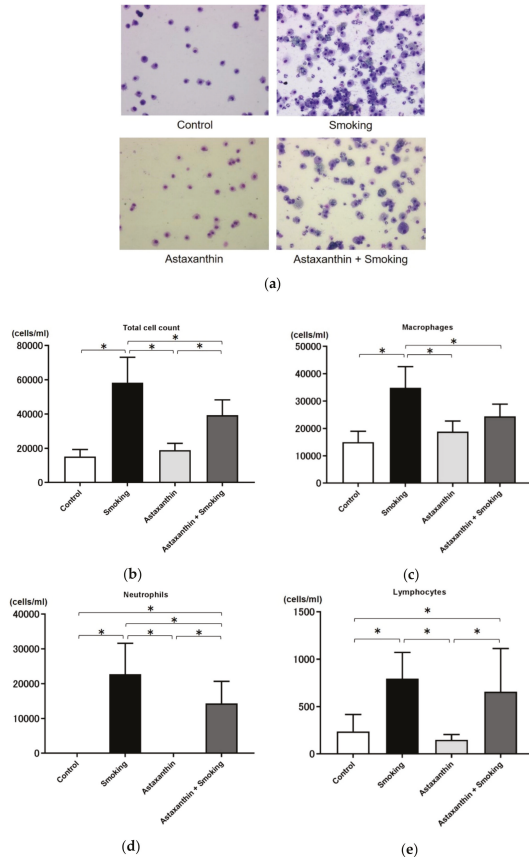 Control
Smoking
Astaxanthin
Astaxanthin + Smoking
(a)
Total cell count
(cells/ml)
*
*
*
*
80000
60000
40000
20000
0
Control
Smoking
Astaxanthin
Astaxanthin + Smoking
(b)
Macrophages
(cells/ml)
*
*
*
50000
40000
30000
20000
10000
0
Control
Smoking
Astaxanthin
Astaxanthin + Smoking
(c)
Neutrophils
(cells/ml)
*
*
*
*
*
40000
30000
20000
10000
0
Control
Smoking
Astaxanthin
Astaxanthin + Smoking
(d)
Lymphocytes
(cells/ml)
*
*
*
*
1500
1000
500
0
Control
Smoking
Astaxanthin
Astaxanthin + Smoking
(e)